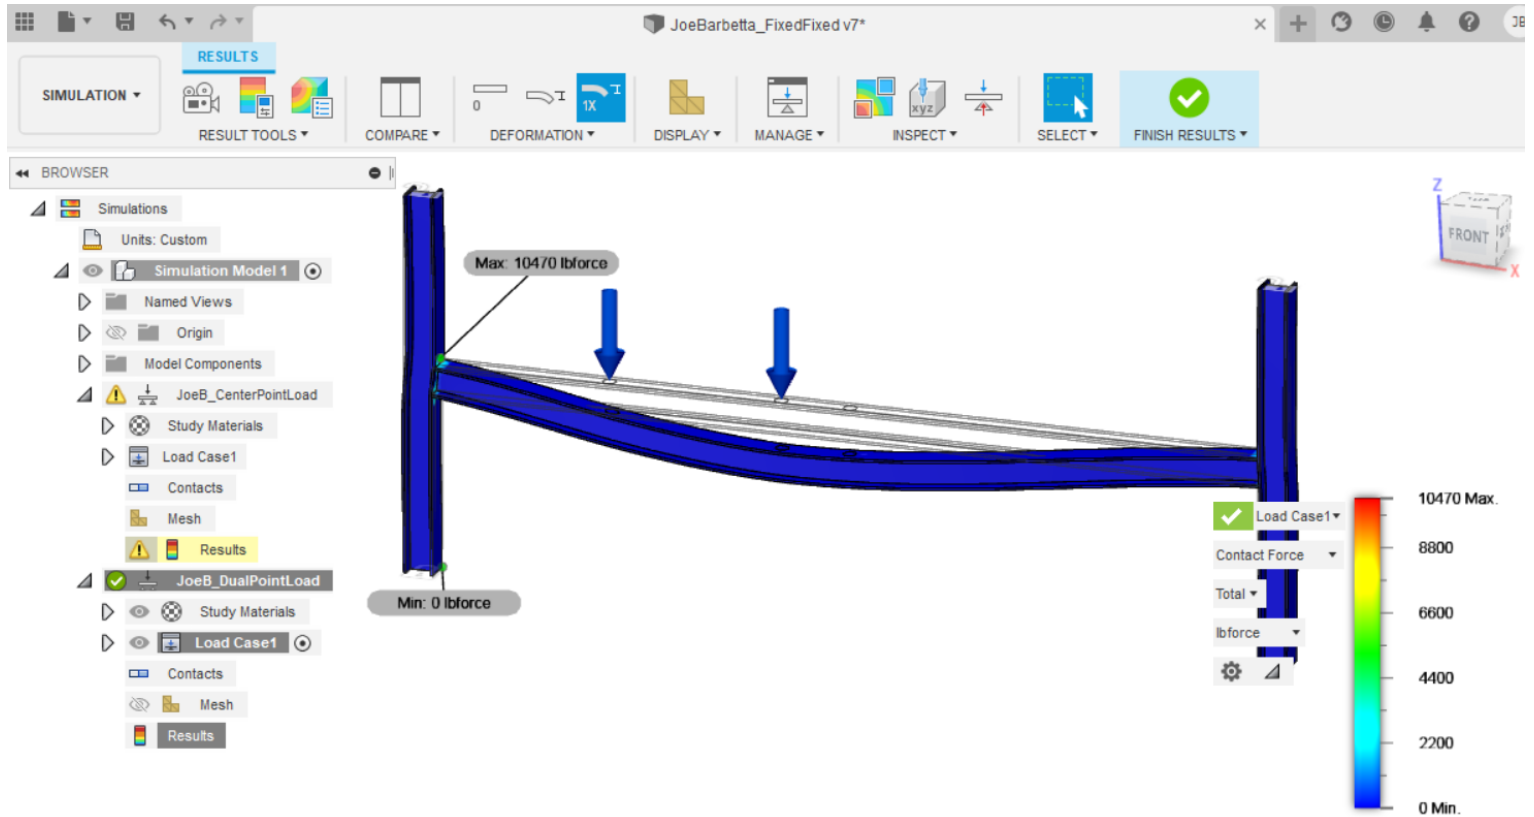 JoeBarbetta_FixedFixed v7*
JB
RESULTS
SIMULATION
0
I
I
1X
xyz
RESULT TOOLS
COMPARE
DEFORMATION
DISPLAY
MANAGE
INSPECT
SELECT
FINISH RESULTS
BROWSER
Simulations
Units: Custom
Simulation Model 1
Named Views
Origin
Model Components
JoeB_CenterPointLoad
Study Materials
Load Case1
Contacts
Mesh
Results
JoeB_DualPointLoad
Study Materials
Load Case1
Contacts
Mesh
Results
Max: 10470 lbforce
Min: 0 lbforce
Z
FRONT
X
Load Case1
Contact Force
Total
lbforce
10470 Max.
8800
6600
4400
2200
0 Min.